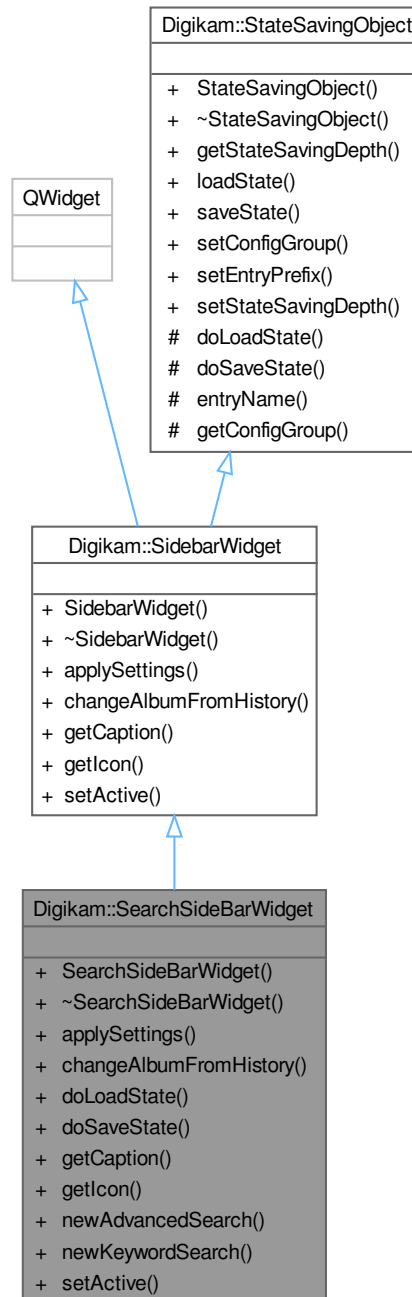 Digikam::StateSavingObject
+ StateSavingObject()
+ ~StateSavingObject()
+ getStateSavingDepth()
+ loadState()
+ saveState()
+ setConfigGroup()
+ setEntryPrefix()
+ setStateSavingDepth()
# doLoadState()
# doSaveState()
# entryName()
# getConfigGroup()
QWidget
Digikam::SidebarWidget
+ SidebarWidget()
+ ~SidebarWidget()
+ applySettings()
+ changeAlbumFromHistory()
+ getCaption()
+ getIcon()
+ setActive()
Digikam::SearchSideBarWidget
+ SearchSideBarWidget()
+ ~SearchSideBarWidget()
+ applySettings()
+ changeAlbumFromHistory()
+ doLoadState()
+ doSaveState()
+ getCaption()
+ getIcon()
+ newAdvancedSearch()
+ newKeywordSearch()
+ setActive()